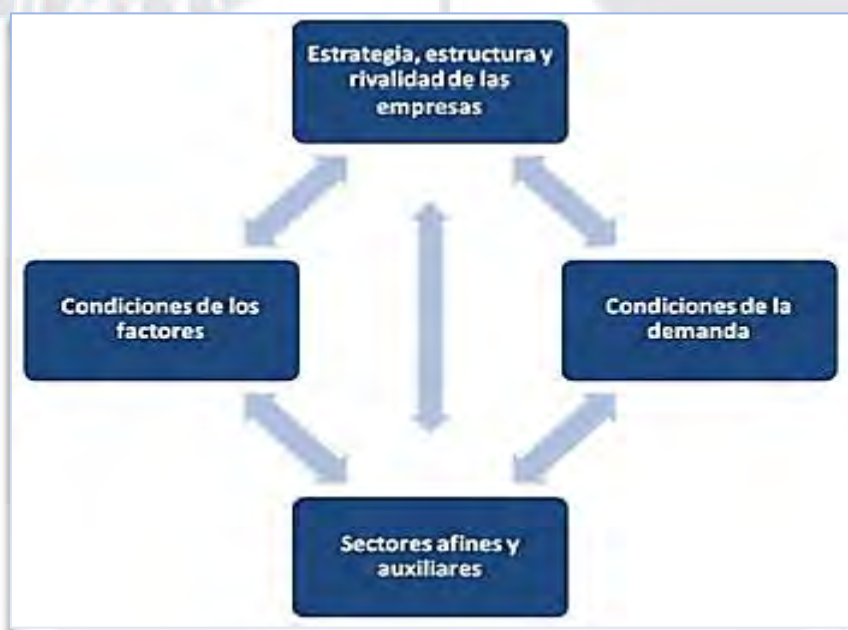 Estrategia, estructura y
rivalidad de las
empresas
Condiciones de los
factores
Condiciones de la
demanda
Sectores afines y
auxiliares